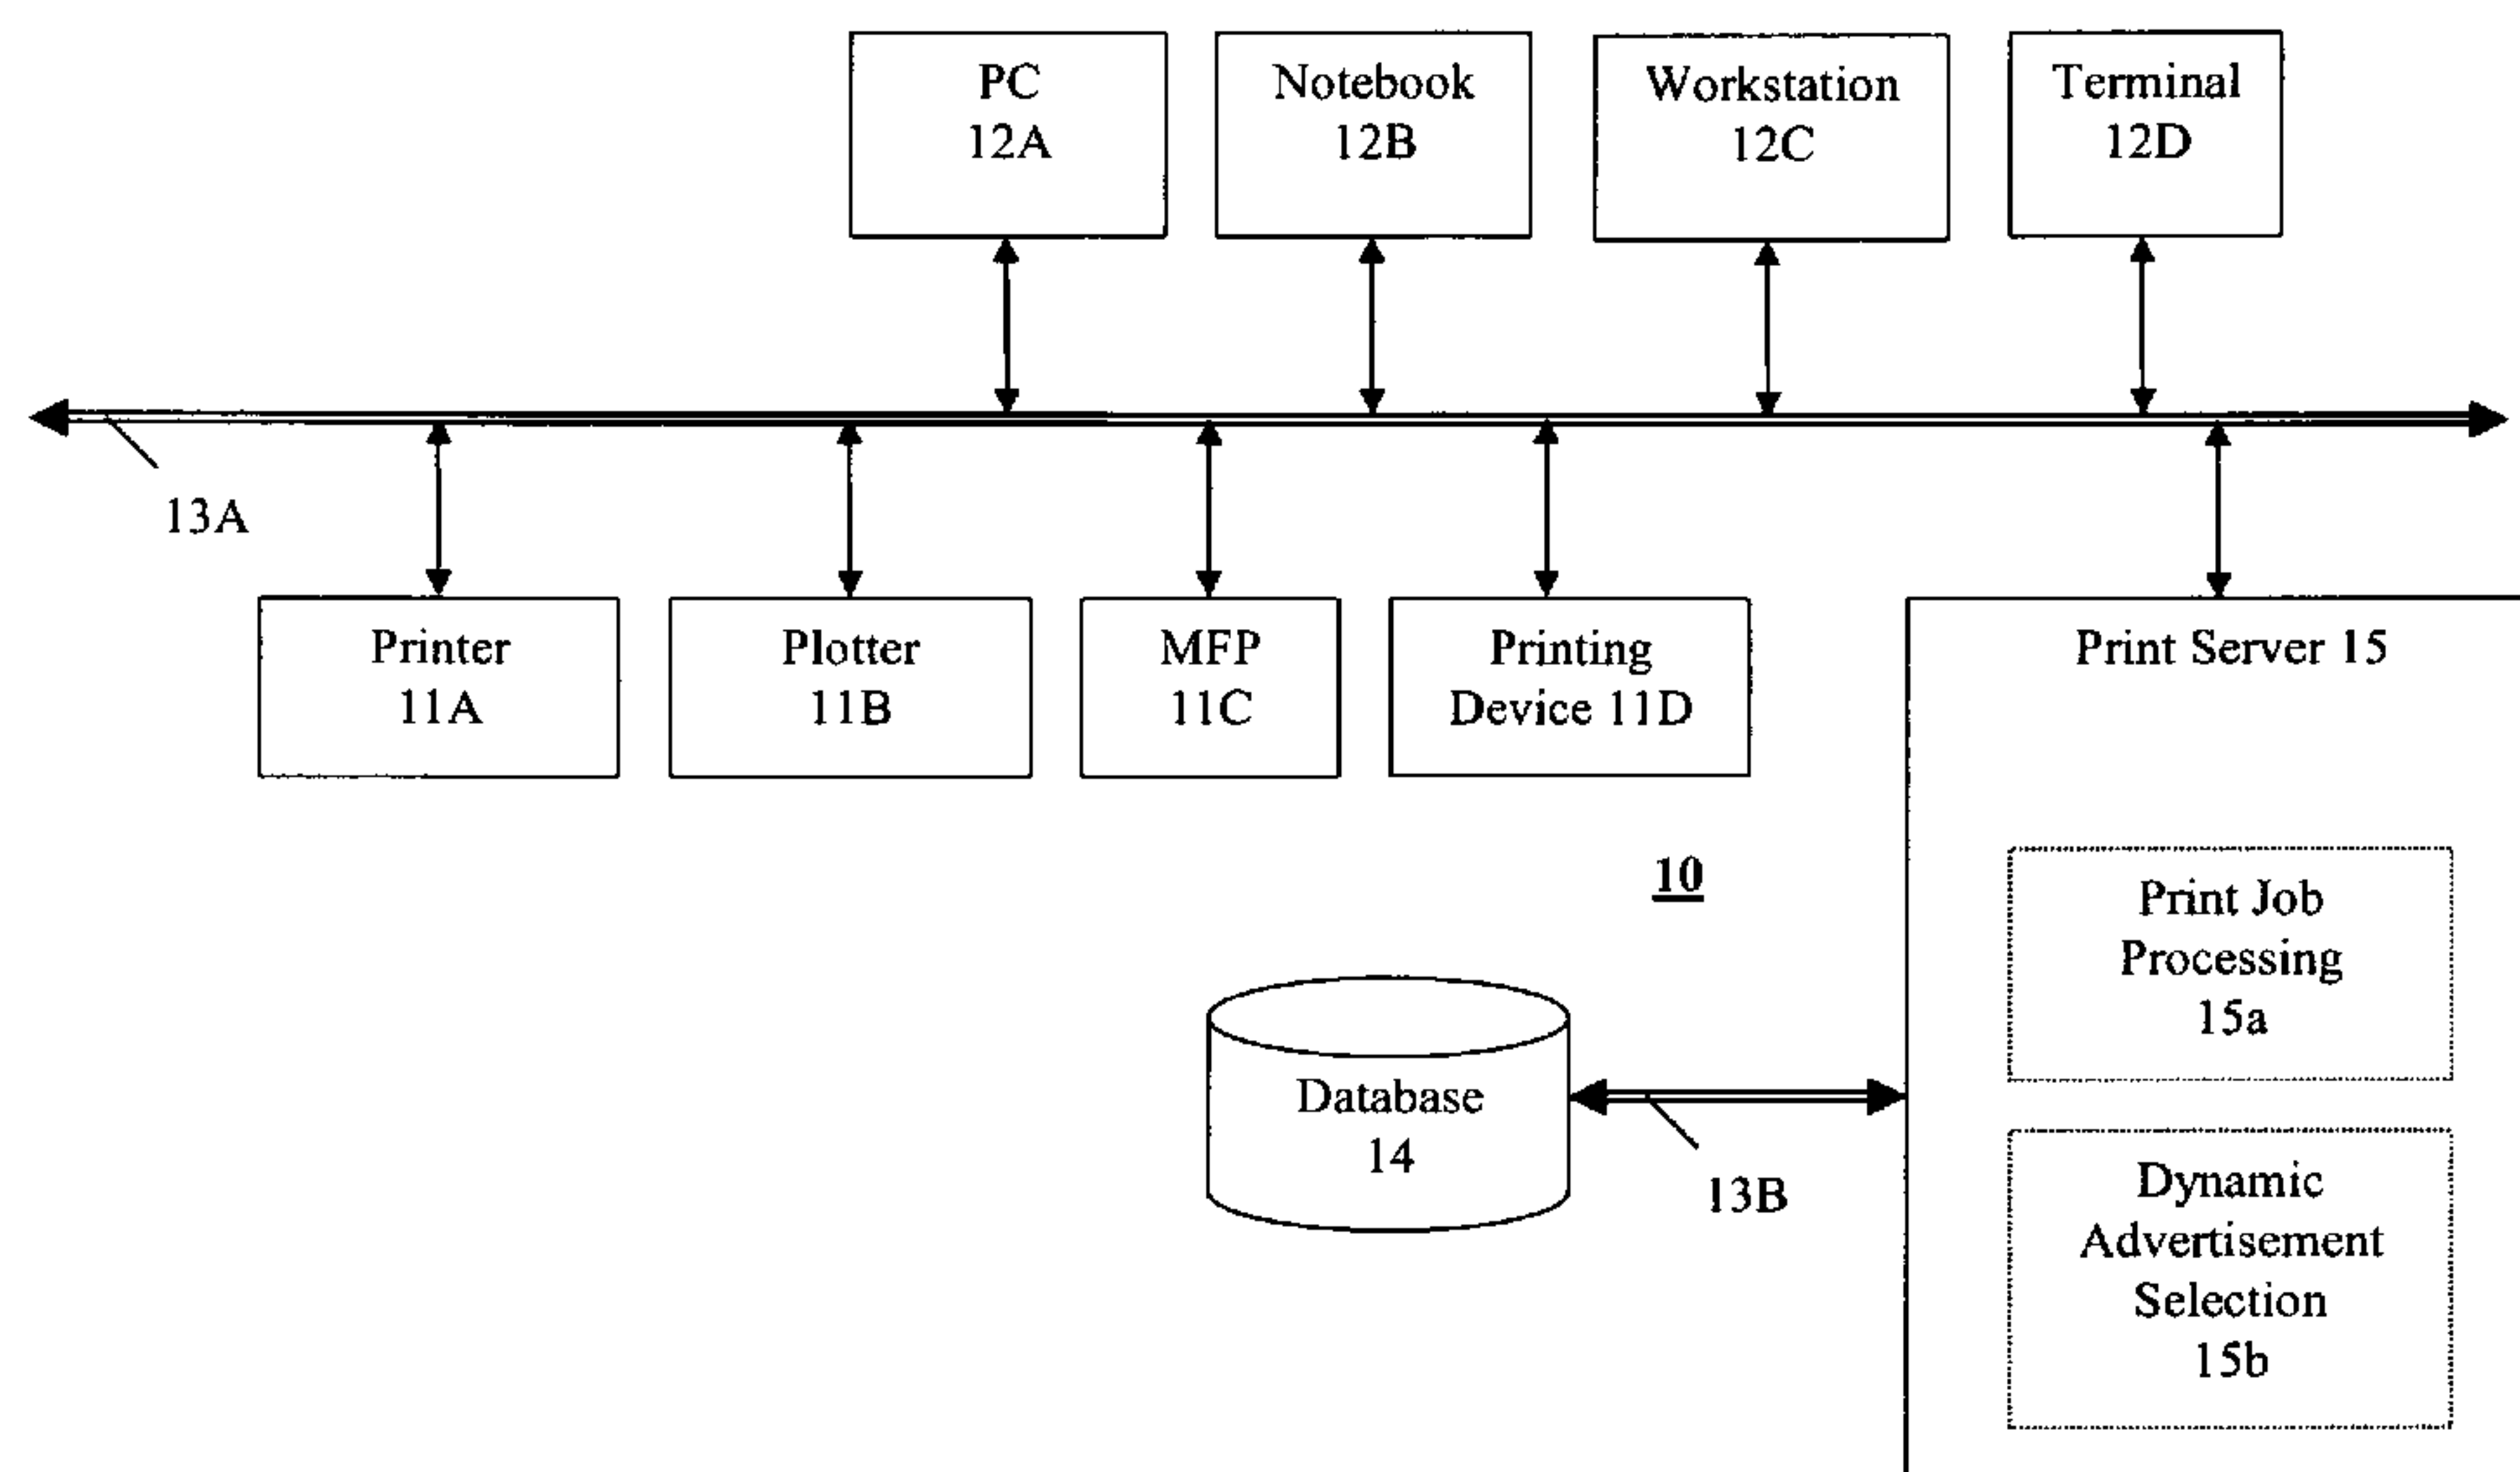 PC
12A
Notebook
12B
Workstation
12C
Terminal
12D
13A
Printer
11A
Plotter
11B
MFP
11C
Printing
Device 11D
Print Server 15
10
Print Job
Processing
15a
Database
14
13B
Dynamic
Advertisement
Selection
15b